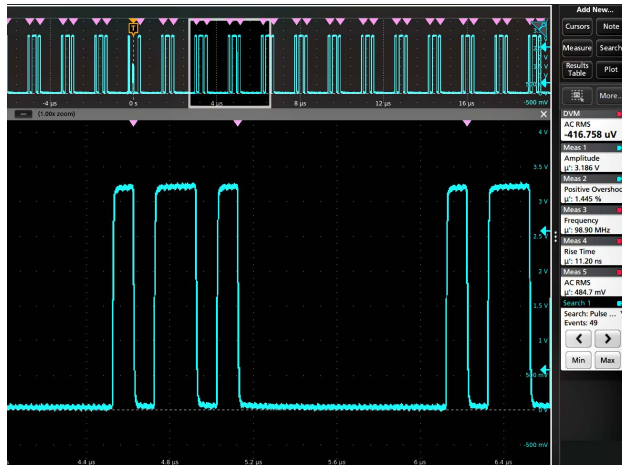 Add New...
Cursors Note
Measure Search
Results Table Plot
More...
T
-4 µs 0 s 4 µs 8 µs 12 µs 16 µs -500 mV
(1.00x zoom)
4 V
3.5 V
3 V
2.5 V
2 V
1.5 V
1 V
500 mV
0 V
-500 mV
4.4 µs 4.8 µs 5.2 µs 5.6 µs 6 µs 6.4 µs
DVM
AC RMS
-416.758 uV
Meas 1
Amplitude
µ': 3.186 V
Meas 2
Positive Overshoo
µ': 1.445 %
Meas 3
Frequency
µ': 98.90 MHz
Meas 4
Rise Time
µ': 11.20 ns
Meas 5
AC RMS
µ': 484.7 mV
Search 1
Search: Pulse ...
Events: 49
Min Max